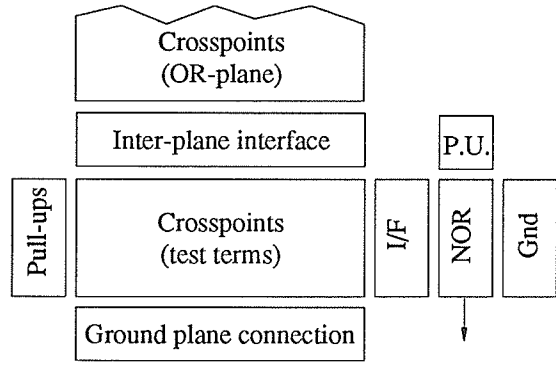 Crosspoints
(OR-plane)
Inter-plane interface
P.U.
Pull-ups
Crosspoints
(test terms)
I/F
NOR
Gnd
Ground plane connection